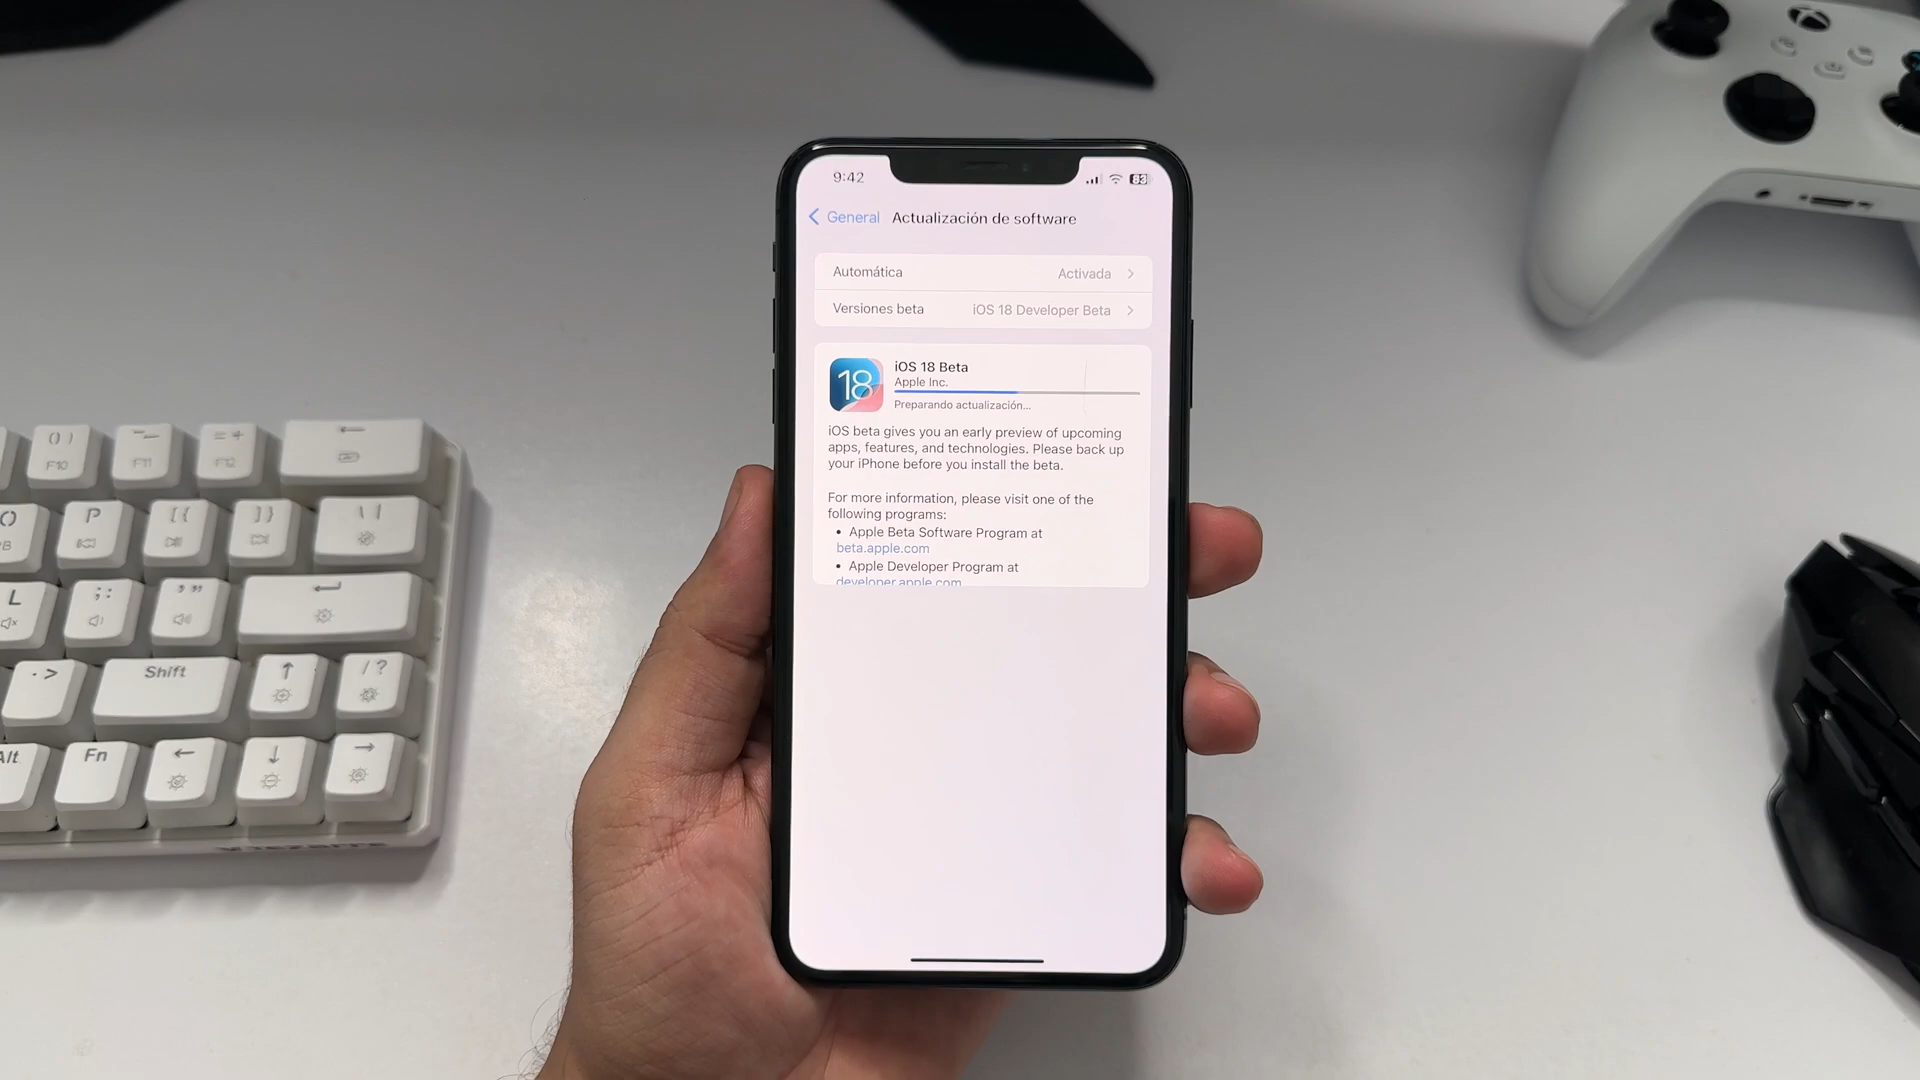 9:42
83
General
Actualización de software
Automática Activada
Versiones beta iOS 18 Developer Beta
18
iOS 18 Beta
Apple Inc.
Preparando actualización...
iOS beta gives you an early preview of upcoming
apps, features, and technologies. Please back up
your iPhone before you install the beta.
For more information, please visit one of the
following programs:
• Apple Beta Software Program at
beta.apple.com
• Apple Developer Program at
developer.apple.com
0 )
F10
- _
F11
= +
F12
P
[ {
] }
\ |
L
; :
' "
. >
Shift
↑
/ ?
Alt
Fn
←
↓
→